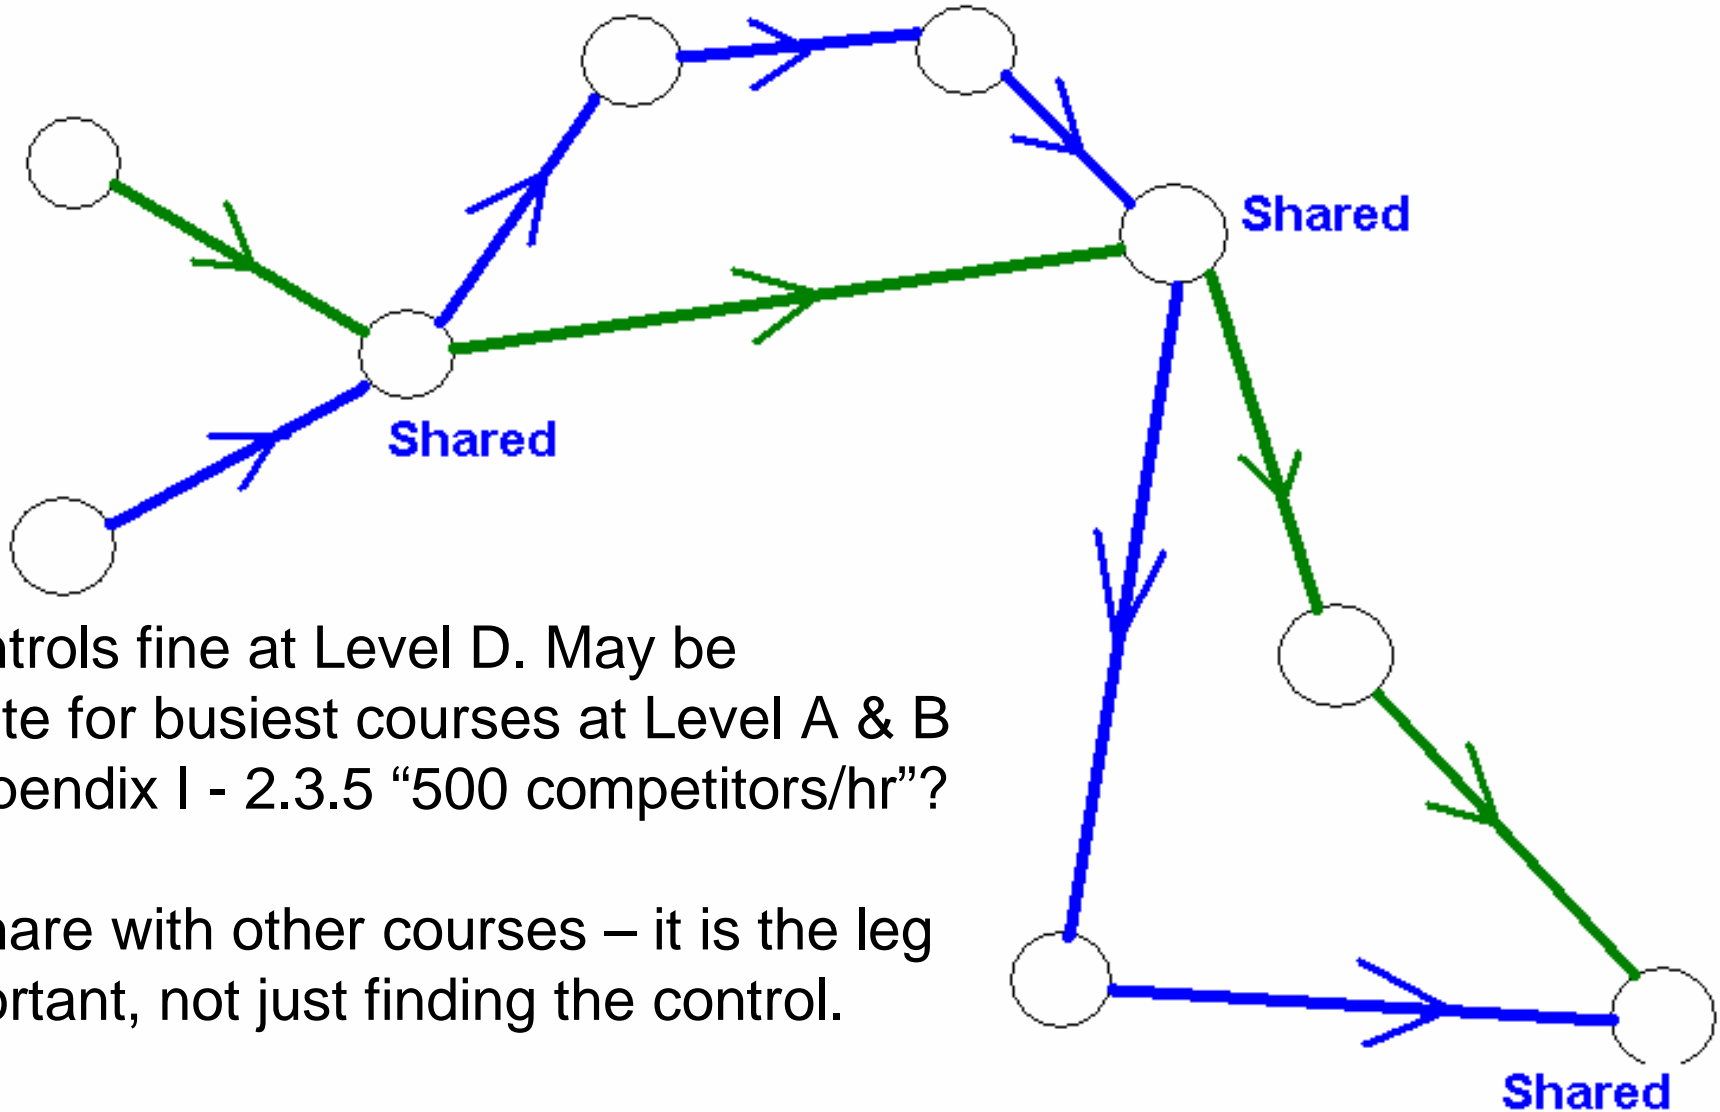 Shared
Shared
ntrols fine at Level D. May be
te for busiest courses at Level A & B
pendix I - 2.3.5 “500 competitors/hr”?
hare with other courses – it is the leg
ortant, not just finding the control.
Shared